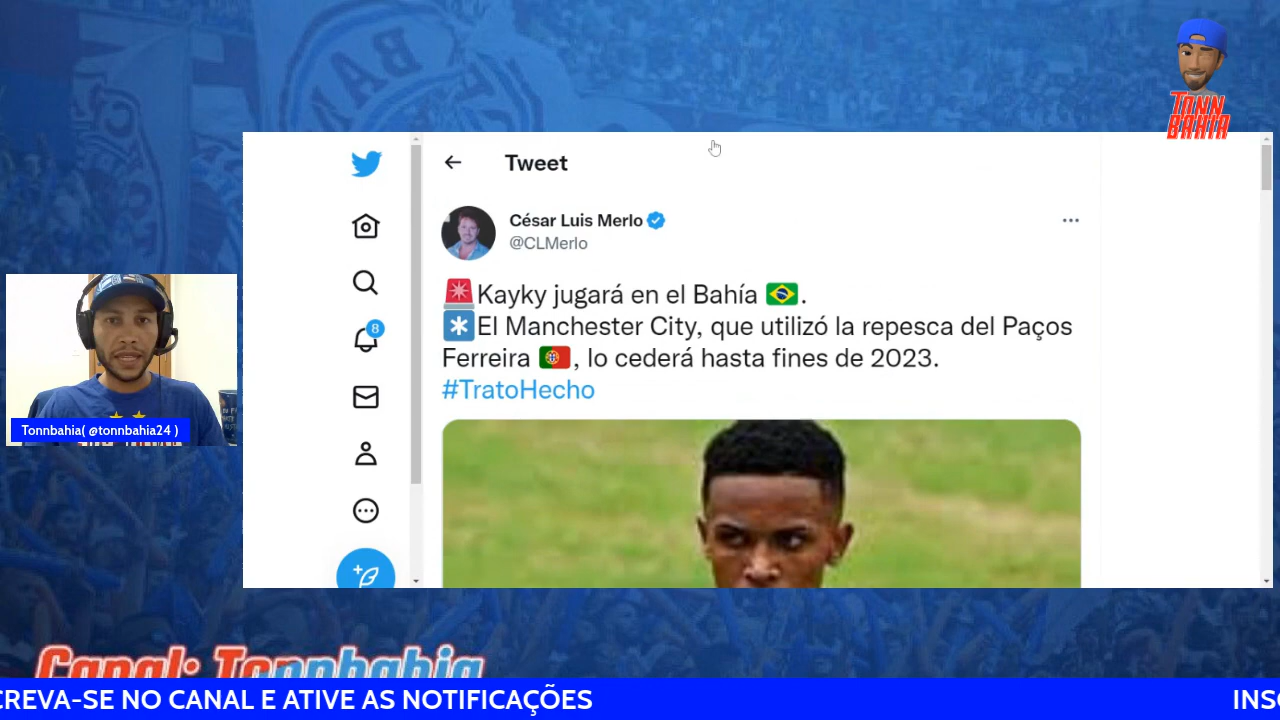 TONN
BAHIA
Tweet
César Luis Merlo
@CLMerlo
Kayky jugará en el Bahía 🇧🇷.
El Manchester City, que utilizó la repesca del Paços
Ferreira 🇵🇹, lo cederá hasta fines de 2023.
#TratoHecho
8
Tonnbahia( @tonnbahia24 )
Canal: Tonnbahia
CREVA-SE NO CANAL E ATIVE AS NOTIFICAÇÕES
INS